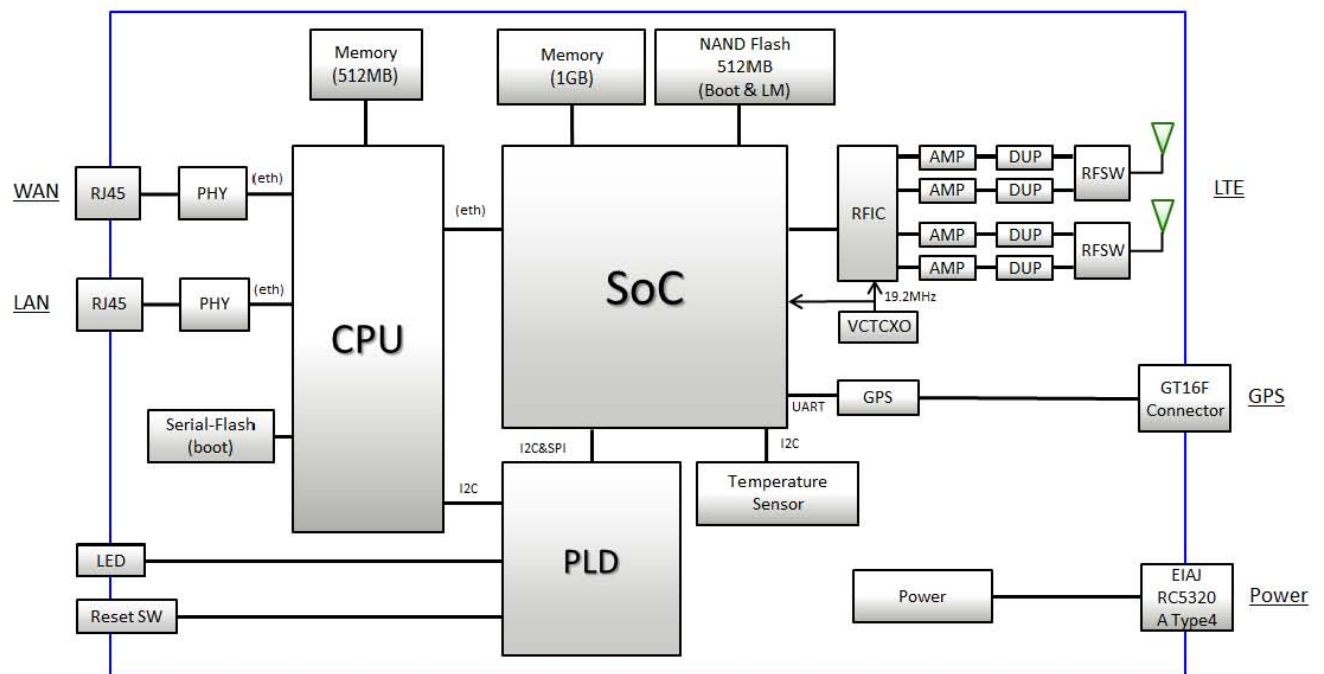 Memory
(512MB)
Memory
(1GB)
NAND Flash
512MB
(Boot & LM)
WAN
RJ45
PHY
(eth)
LAN
RJ45
PHY
(eth)
CPU
(eth)
SoC
RFIC
AMP
DUP
AMP
DUP
RFSW
AMP
DUP
AMP
DUP
RFSW
LTE
19.2MHz
VCTCXO
UART
GPS
GT16F
Connector
GPS
Serial-Flash
(boot)
I2C&SPI
I2C
Temperature
Sensor
I2C
PLD
LED
Reset SW
Power
EIAJ
RC5320
A Type4
Power